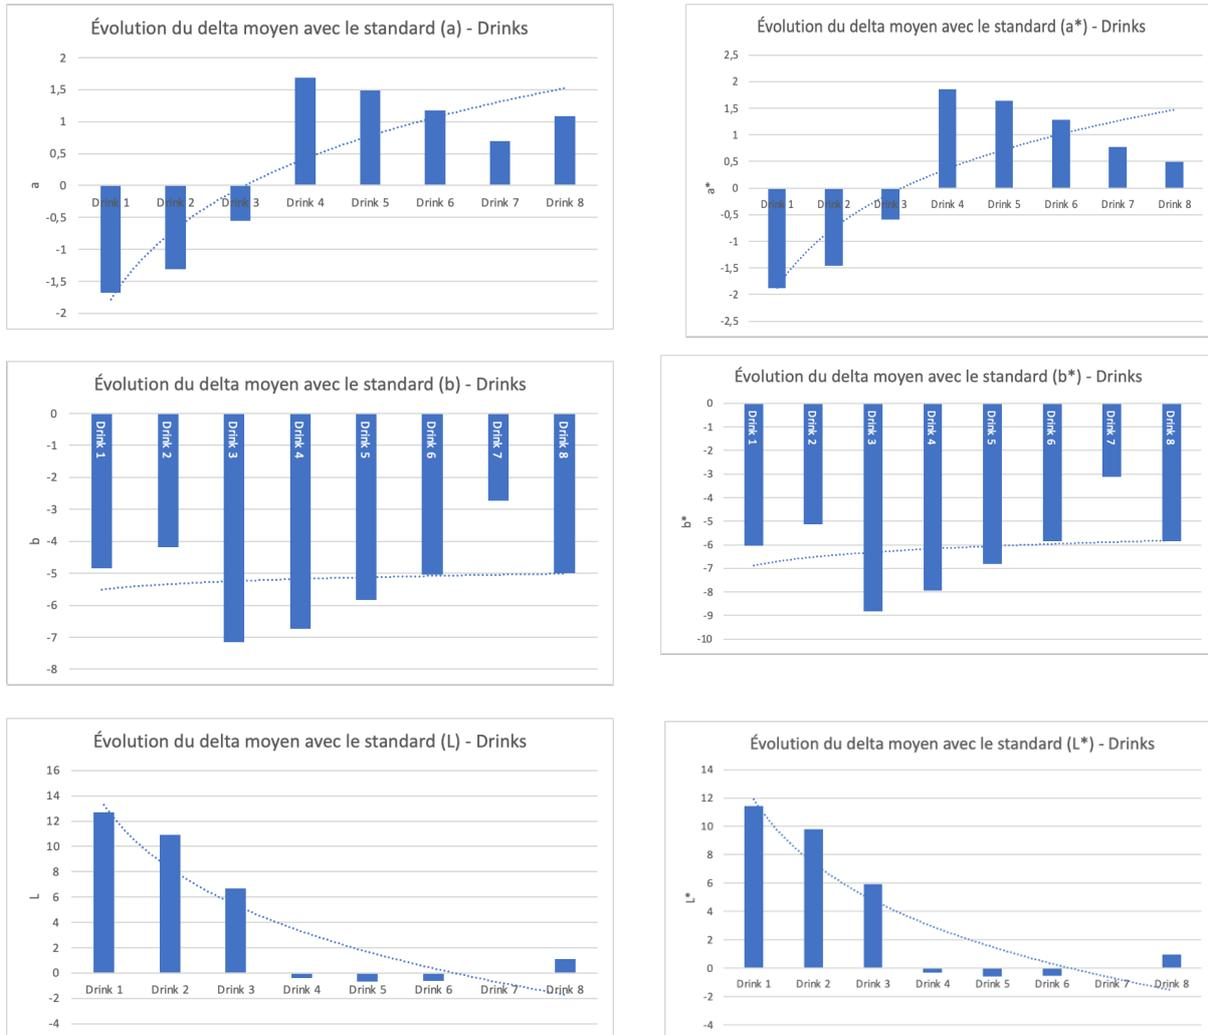 Évolution du delta moyen avec le standard (a) - Drinks
2
1,5
1
0,5
0
-0,5
-1
-1,5
-2
a
Drink 1 Drink 2 Drink 3 Drink 4 Drink 5 Drink 6 Drink 7 Drink 8
Évolution du delta moyen avec le standard (a*) - Drinks
2,5
2
1,5
1
0,5
0
-0,5
-1
-1,5
-2
-2,5
a*
Drink 1 Drink 2 Drink 3 Drink 4 Drink 5 Drink 6 Drink 7 Drink 8
Évolution du delta moyen avec le standard (b) - Drinks
0
-1
-2
-3
-4
-5
-6
-7
-8
b
Drink 1
Drink 2
Drink 3
Drink 4
Drink 5
Drink 6
Drink 7
Drink 8
Évolution du delta moyen avec le standard (b*) - Drinks
0
-1
-2
-3
-4
-5
-6
-7
-8
-9
-10
b*
Drink 1
Drink 2
Drink 3
Drink 4
Drink 5
Drink 6
Drink 7
Drink 8
Évolution du delta moyen avec le standard (L) - Drinks
16
14
12
10
8
6
4
2
0
-2
-4
L
Drink 1 Drink 2 Drink 3 Drink 4 Drink 5 Drink 6 Drink 7 Drink 8
Évolution du delta moyen avec le standard (L*) - Drinks
14
12
10
8
6
4
2
0
-2
-4
L*
Drink 1 Drink 2 Drink 3 Drink 4 Drink 5 Drink 6 Drink 7 Drink 8